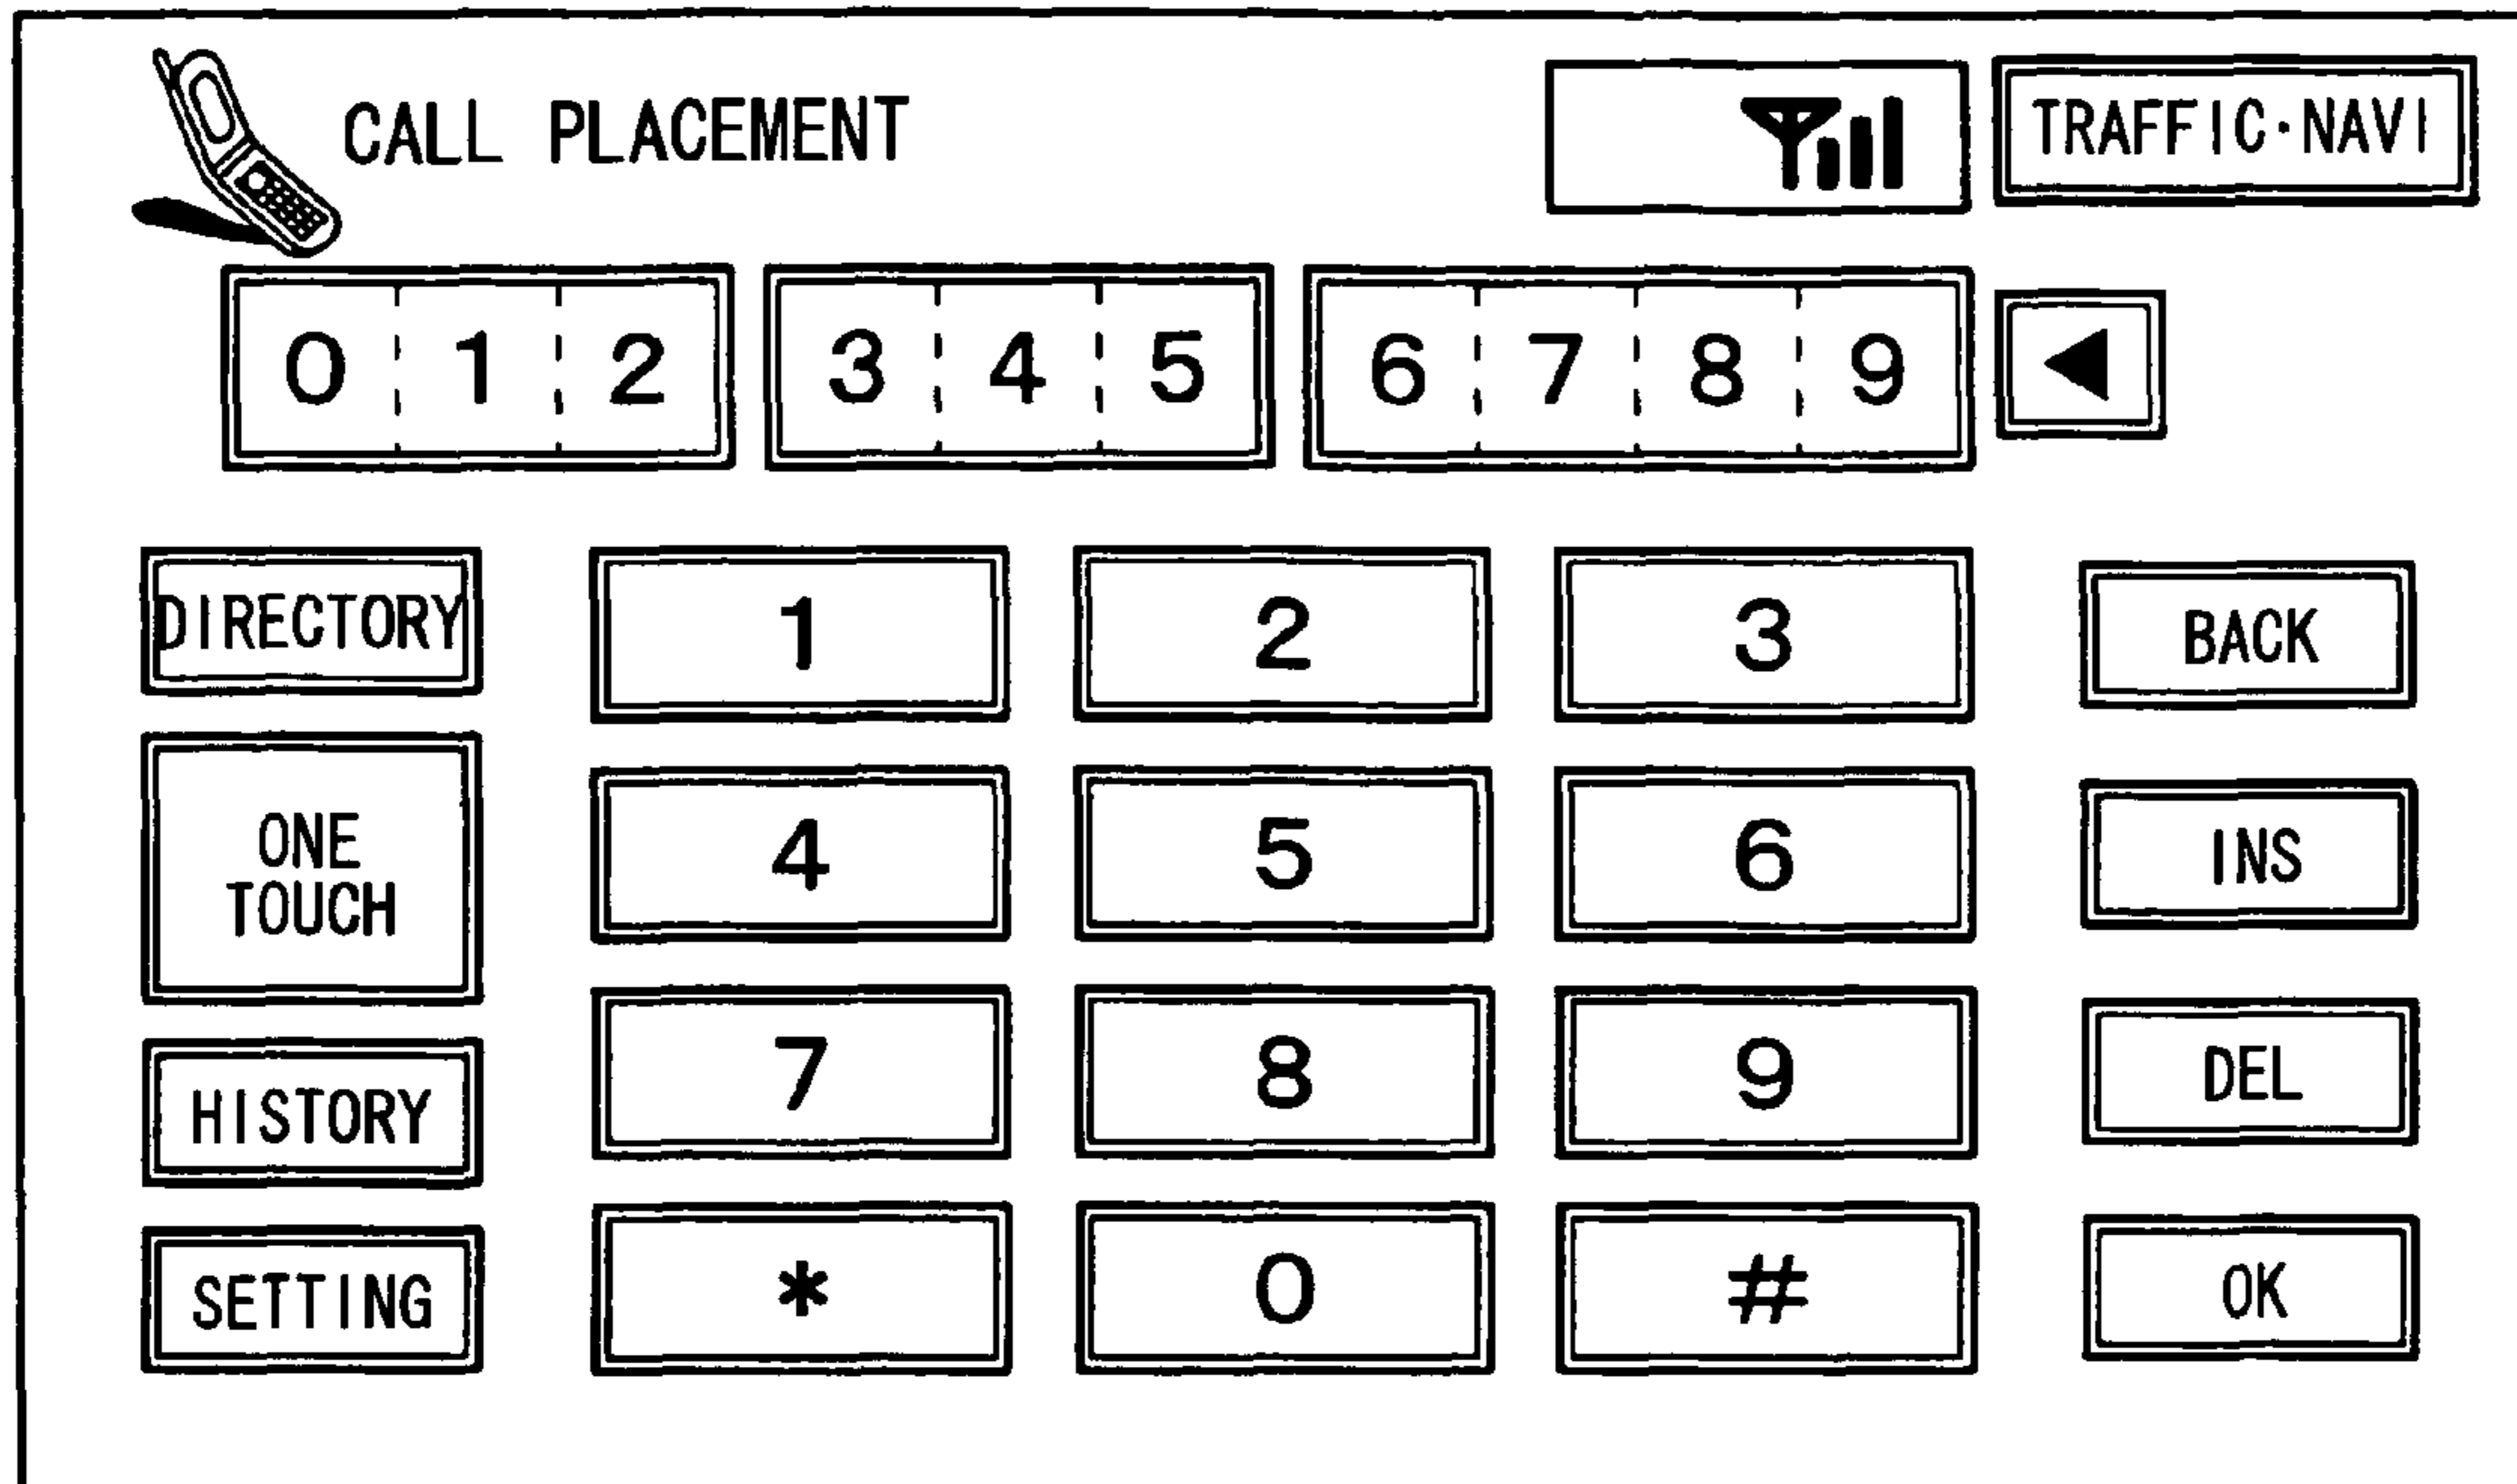 CALL PLACEMENT
TRAFFIC·NAVI
0 1 2 3 4 5 6 7 8 9
DIRECTORY 1 2 3 BACK
ONE
TOUCH
4 5 6 INS
HISTORY 7 8 9 DEL
SETTING * 0 # OK